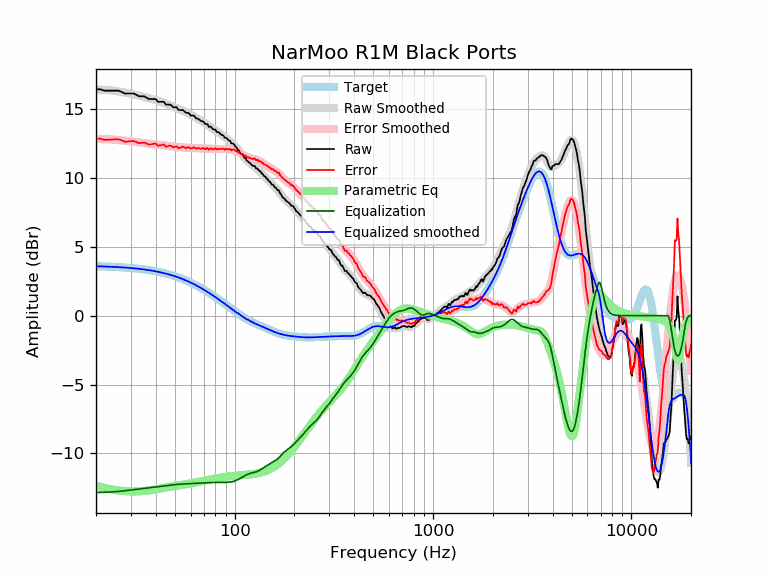 NarMoo R1M Black Ports
Target
Raw Smoothed
Error Smoothed
Raw
Error
Parametric Eq
Equalization
Equalized smoothed
Amplitude (dBr)
15
10
5
0
−5
−10
100
1000
10000
Frequency (Hz)